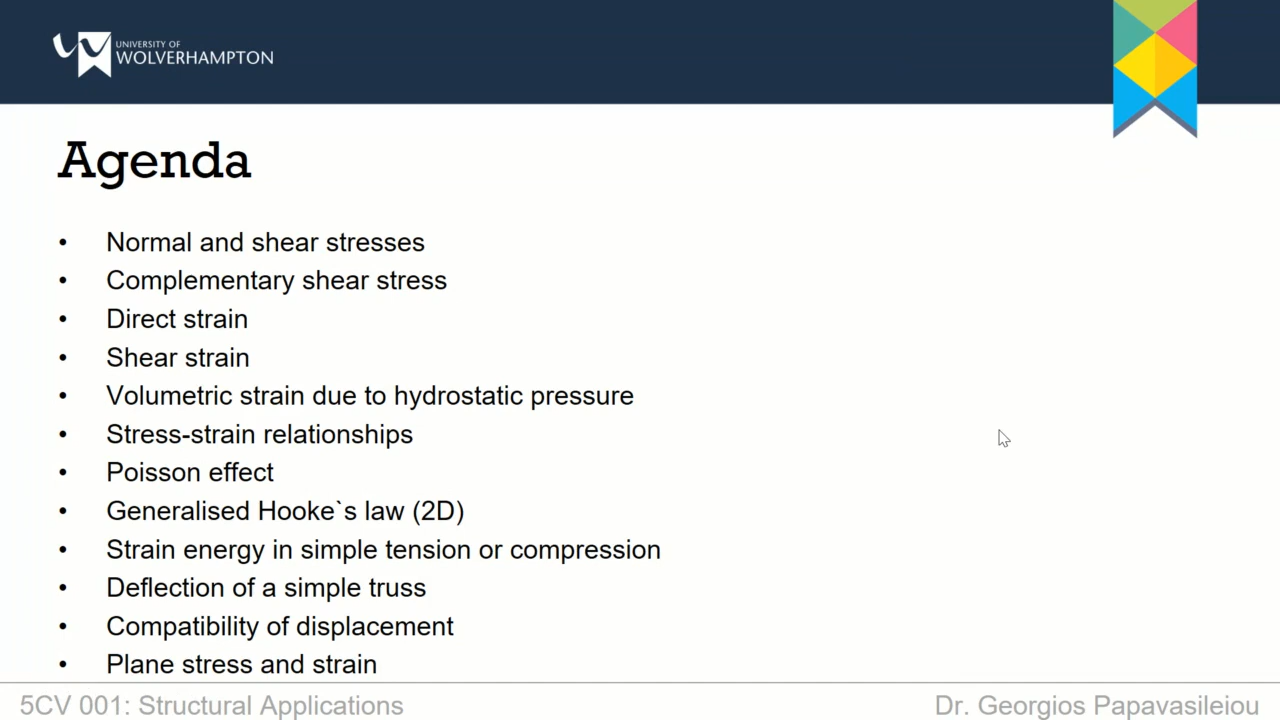 UNIVERSITY OF
WOLVERHAMPTON
Agenda
• Normal and shear stresses
• Complementary shear stress
• Direct strain
• Shear strain
• Volumetric strain due to hydrostatic pressure
• Stress-strain relationships
• Poisson effect
• Generalised Hooke`s law (2D)
• Strain energy in simple tension or compression
• Deflection of a simple truss
• Compatibility of displacement
• Plane stress and strain
5CV 001: Structural Applications
Dr. Georgios Papavasileiou